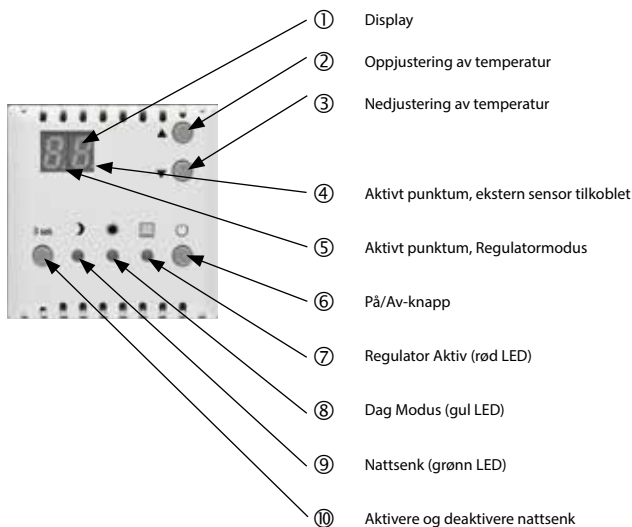 ① Display
② Oppjustering av temperatur
③ Nedjustering av temperatur
④ Aktivt punktum, ekstern sensor tilkoblet
⑤ Aktivt punktum, Regulatormodus
⑥ På/Av-knapp
⑦ Regulator Aktiv (rød LED)
⑧ Dag Modus (gul LED)
⑨ Nattsenk (grønn LED)
⑩ Aktivere og deaktivere nattsenk
88